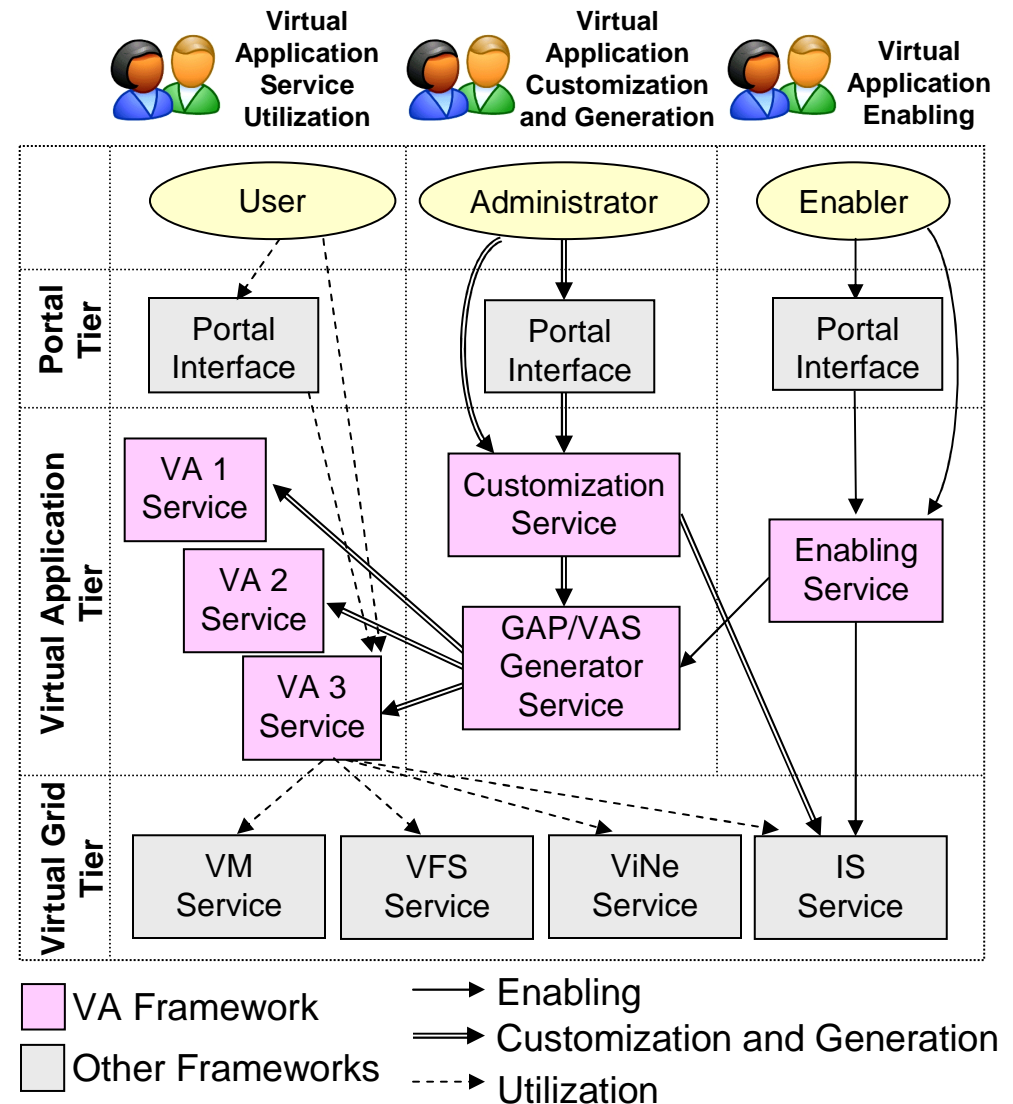 Virtual
Application
Service
Utilization
Virtual
Application
Customization
and Generation
Virtual
Application
Enabling
User
Administrator
Enabler
Portal
Tier
Portal
Interface
Portal
Interface
Portal
Interface
Virtual Application
Tier
VA 1
Service
VA 2
Service
VA 3
Service
Customization
Service
GAP/VAS
Generator
Service
Enabling
Service
Virtual Grid
Tier
VM
Service
VFS
Service
ViNe
Service
IS
Service
VA Framework
Other Frameworks
Enabling
Customization and Generation
Utilization